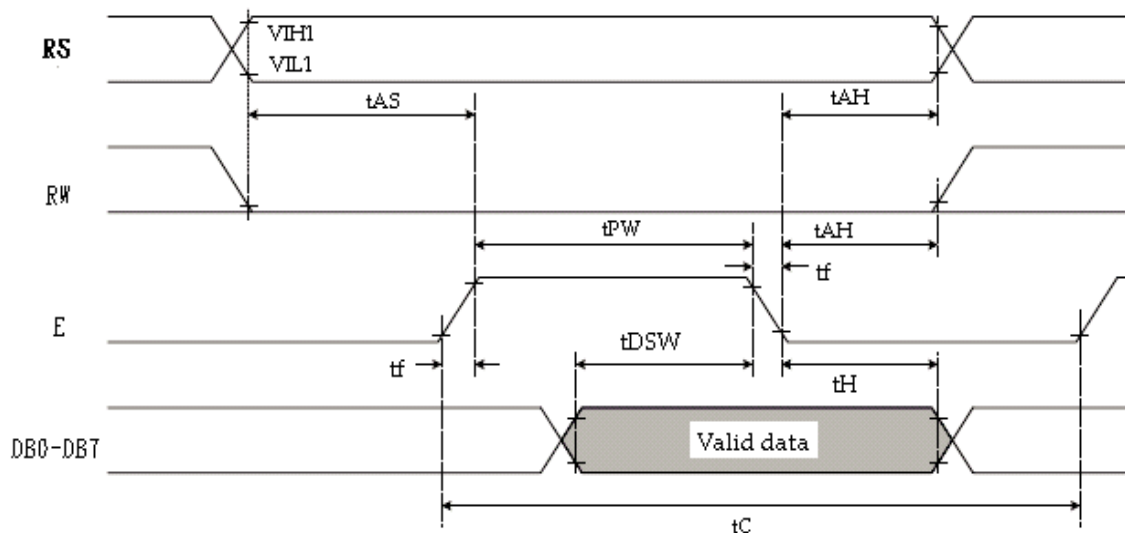 RS
VIH1
VIL1
tAS
tAH
RW
tPW
tAH
tf
E
tDSW
tf
tH
DB0-DB7
Valid data
tC